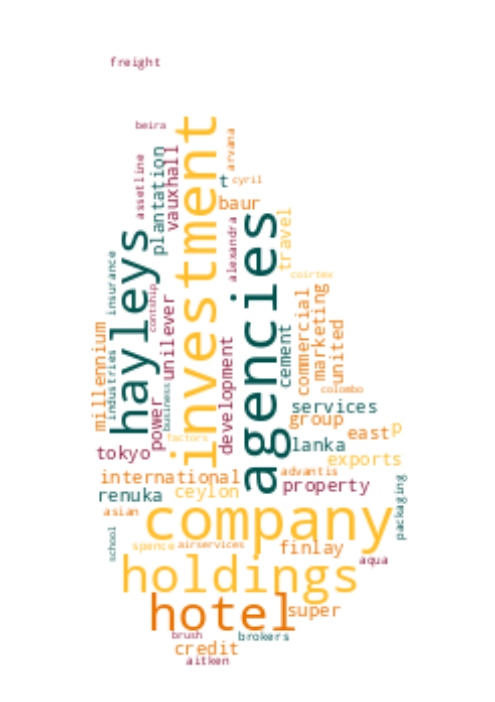 freight
beira
investment
arvana
vauxhall
plantation
assetline
t
cyril
baur
travel
agencies
alexandra
hayleys
insurance
coirtex
contship
commercial
marketing
unilever
united
millennium
cement
development
industries
business
colombo
power
services
group
p
east
factors
lanka
tokyo
exports
advantis
international
property
packaging
renuka
ceylon
company
asian
school
spence
airservices
finlay
aqua
holdings
hotel
super
brush
brokers
credit
aitken